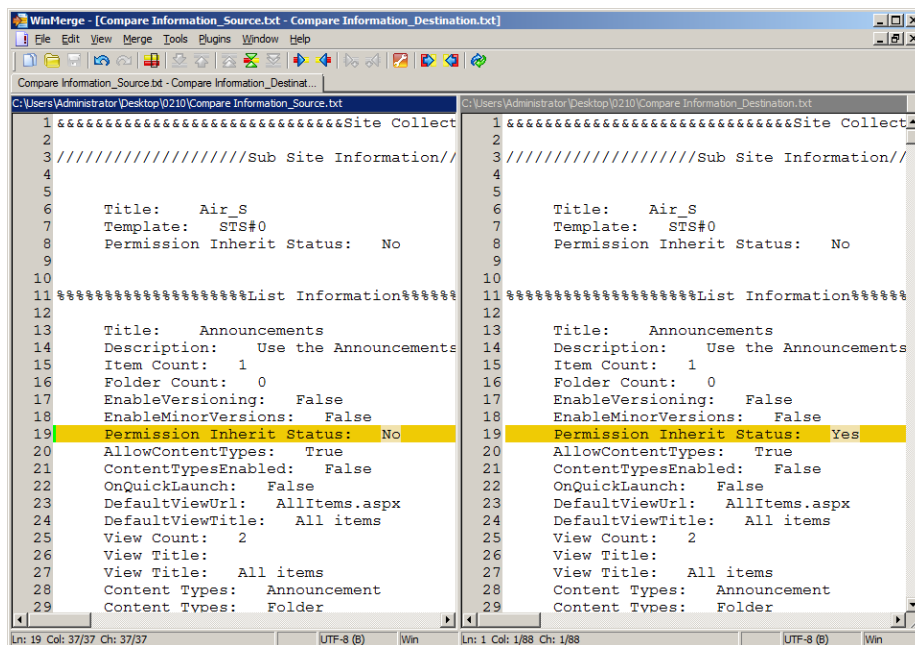 WinMerge - [Compare Information_Source.txt - Compare Information_Destination.txt]
File Edit View Merge Tools Plugins Window Help
Compare Information_Source.txt - Compare Information_Destinat...
C:\Users\Administrator\Desktop\0210\Compare Information_Source.txt
1 &&&&&&&&&&&&&&&&&&&&&&&&&&&&&&Site Collect
2
3 ////////////////////Sub Site Information//
4
5
6 Title: Air_S
7 Template: STS#0
8 Permission Inherit Status: No
9
10
11 %%%%%%%%%%%%%%%%%%%%List Information%%%%%%
12
13 Title: Announcements
14 Description: Use the Announcements
15 Item Count: 1
16 Folder Count: 0
17 EnableVersioning: False
18 EnableMinorVersions: False
19 Permission Inherit Status: No
20 AllowContentTypes: True
21 ContentTypesEnabled: False
22 OnQuickLaunch: False
23 DefaultViewUrl: AllItems.aspx
24 DefaultViewTitle: All items
25 View Count: 2
26 View Title:
27 View Title: All items
28 Content Types: Announcement
29 Content Types: Folder
Ln: 19 Col: 37/37 Ch: 37/37 UTF-8 (B) Win
C:\Users\Administrator\Desktop\0210\Compare Information_Destination.txt
1 &&&&&&&&&&&&&&&&&&&&&&&&&&&&&&Site Collect
2
3 ////////////////////Sub Site Information//
4
5
6 Title: Air_S
7 Template: STS#0
8 Permission Inherit Status: No
9
10
11 %%%%%%%%%%%%%%%%%%%%List Information%%%%%%
12
13 Title: Announcements
14 Description: Use the Announcements
15 Item Count: 1
16 Folder Count: 0
17 EnableVersioning: False
18 EnableMinorVersions: False
19 Permission Inherit Status: Yes
20 AllowContentTypes: True
21 ContentTypesEnabled: False
22 OnQuickLaunch: False
23 DefaultViewUrl: AllItems.aspx
24 DefaultViewTitle: All items
25 View Count: 2
26 View Title:
27 View Title: All items
28 Content Types: Announcement
29 Content Types: Folder
Ln: 1 Col: 1/88 Ch: 1/88 UTF-8 (B) Win